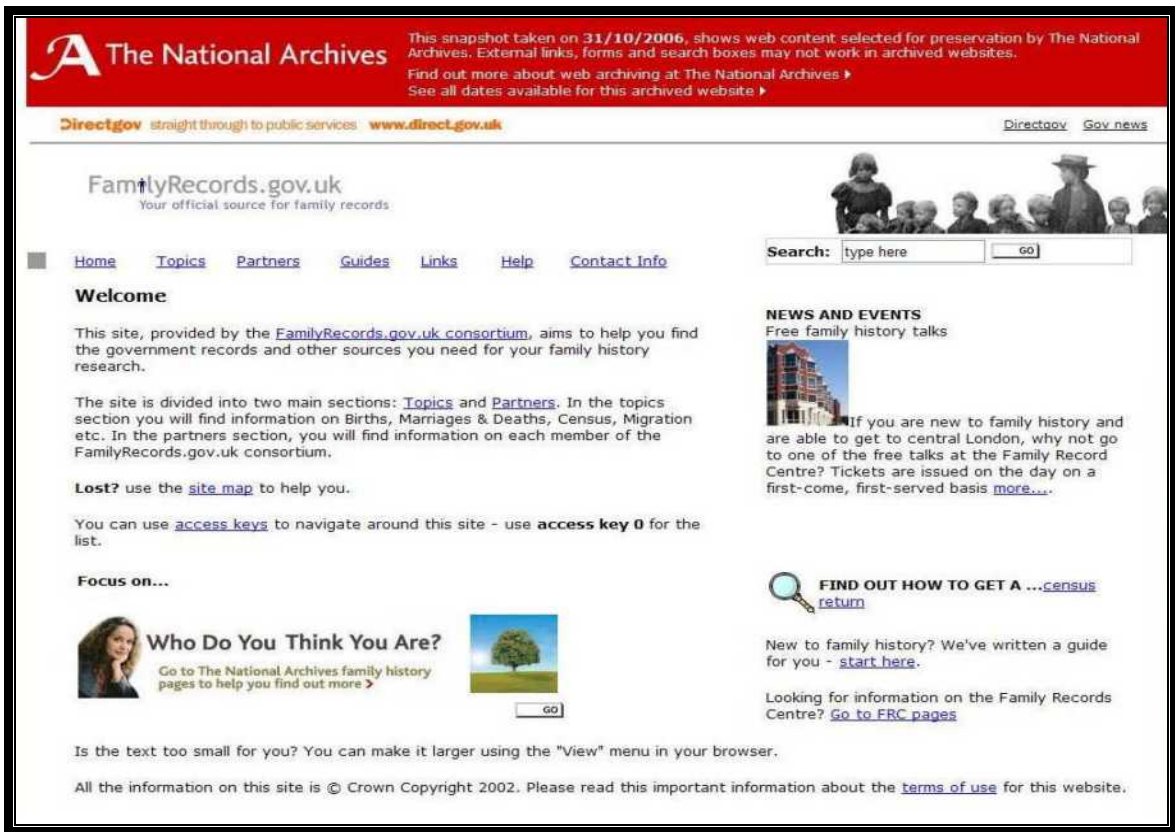 The National Archives
This snapshot taken on 31/10/2006, shows web content selected for preservation by The National
Archives. External links, forms and search boxes may not work in archived websites.
Find out more about web archiving at The National Archives
See all dates available for this archived website
Directgov straight through to public services www.direct.gov.uk
Directgov Gov news
FamilyRecords.gov.uk
Your official source for family records
Search: type here GO
Home Topics Partners Guides Links Help Contact Info
Welcome
This site, provided by the FamilyRecords.gov.uk consortium, aims to help you find
the government records and other sources you need for your family history
research.
The site is divided into two main sections: Topics and Partners. In the topics
section you will find information on Births, Marriages & Deaths, Census, Migration
etc. In the partners section, you will find information on each member of the
FamilyRecords.gov.uk consortium.
Lost? use the site map to help you.
You can use access keys to navigate around this site - use access key 0 for the
list.
Focus on...
Who Do You Think You Are?
Go to The National Archives family history
pages to help you find out more >
GO
NEWS AND EVENTS
Free family history talks
If you are new to family history and
are able to get to central London, why not go
to one of the free talks at the Family Record
Centre? Tickets are issued on the day on a
first-come, first-served basis more....
FIND OUT HOW TO GET A ...census
return
New to family history? We've written a guide
for you - start here.
Looking for information on the Family Records
Centre? Go to FRC pages
Is the text too small for you? You can make it larger using the "View" menu in your browser.
All the information on this site is © Crown Copyright 2002. Please read this important information about the terms of use for this website.